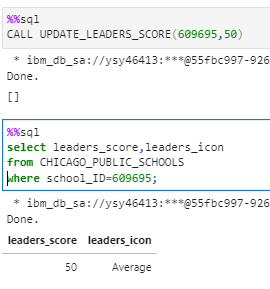 %%sql
CALL UPDATE_LEADERS_SCORE(609695,50)
* ibm_db_sa://ysy46413:***@55fbc997-926
Done.
[]
%%sql
select leaders_score,leaders_icon
from CHICAGO_PUBLIC_SCHOOLS
where school_ID=609695;
* ibm_db_sa://ysy46413:***@55fbc997-926
Done.
leaders_score leaders_icon
50 Average